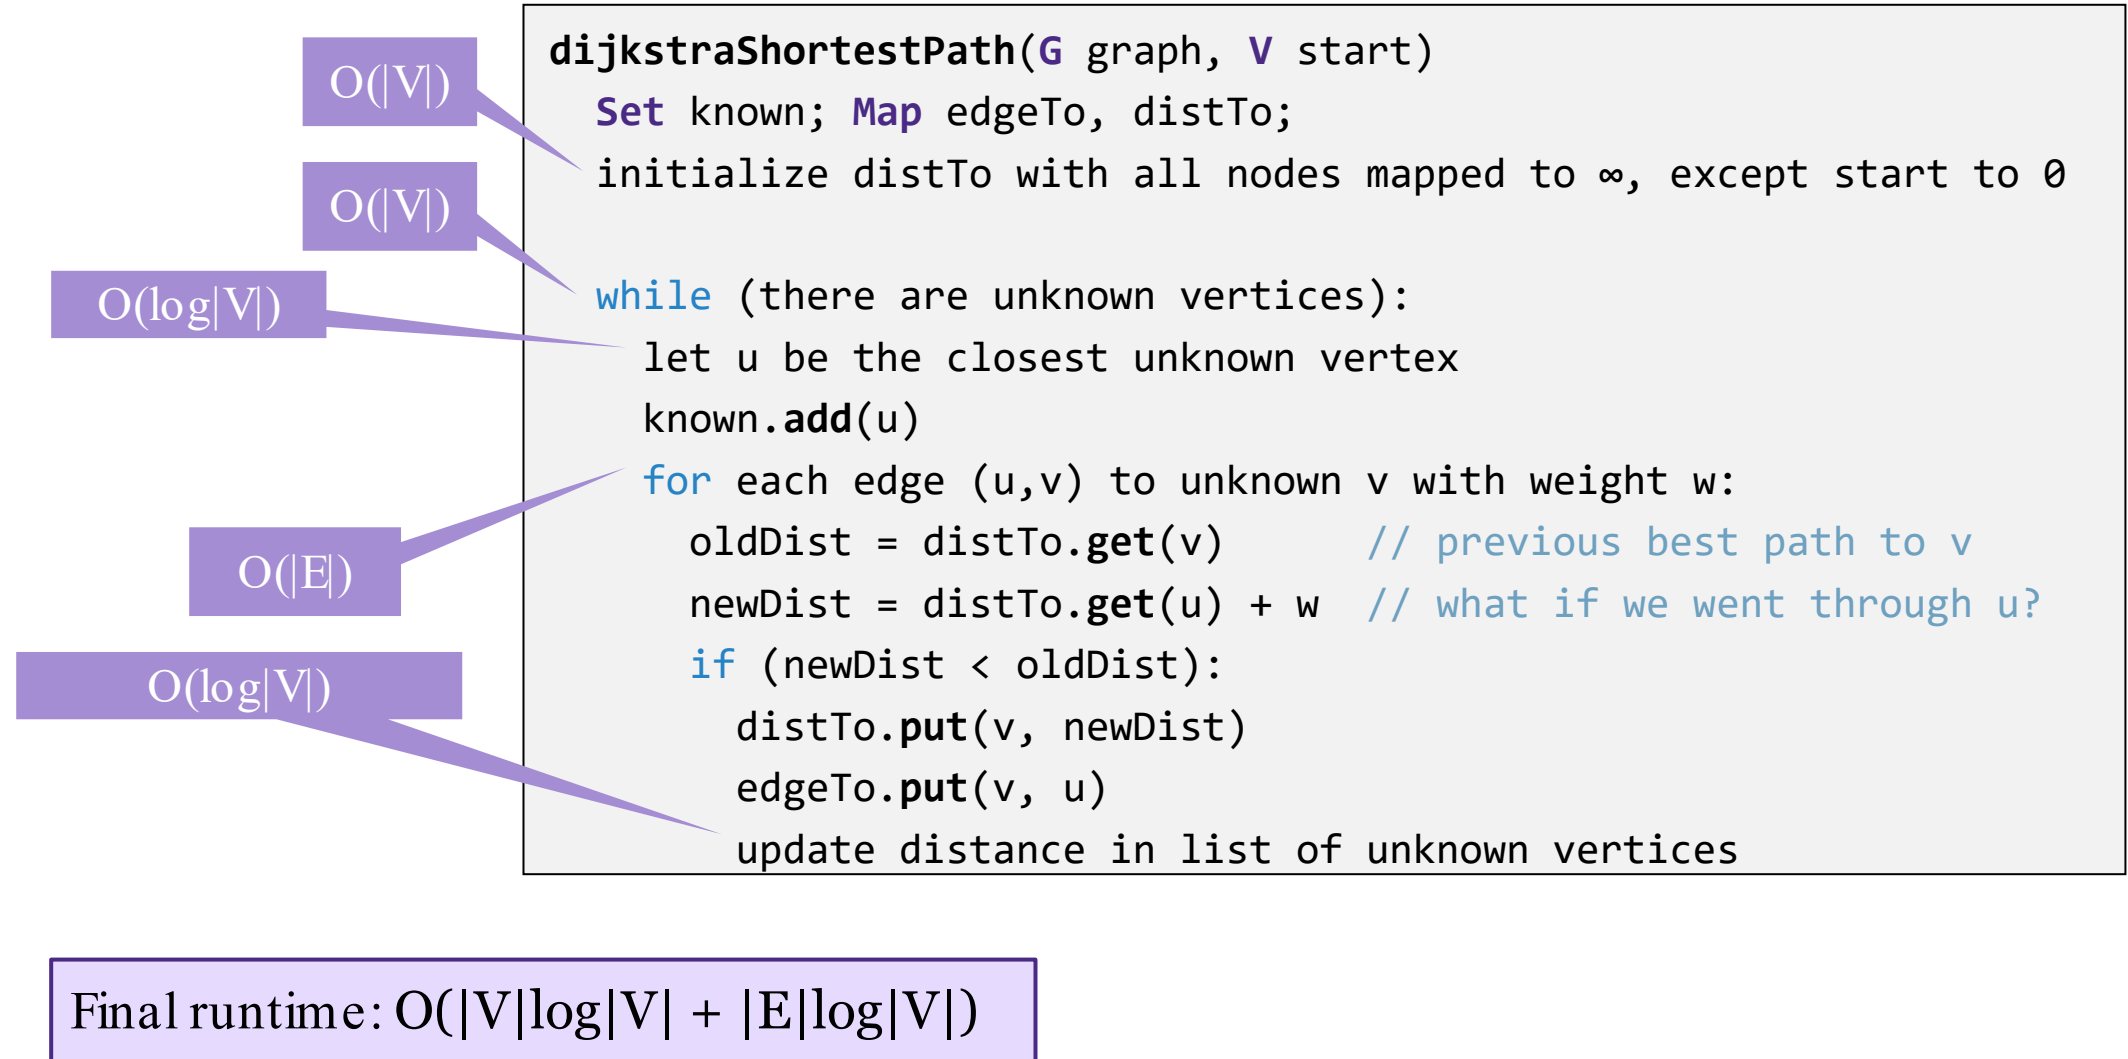 dijkstraShortestPath(G graph, V start)
O(|V|)
Set known; Map edgeTo, distTo;
initialize distTo with all nodes mapped to ∞, except start to 0
O(|V|)
while (there are unknown vertices):
O(log|V|)
let u be the closest unknown vertex
known.add(u)
for each edge (u,v) to unknown v with weight w:
oldDist = distTo.get(v) // previous best path to v
O(|E|)
newDist = distTo.get(u) + w // what if we went through u?
if (newDist < oldDist):
O(log|V|)
distTo.put(v, newDist)
edgeTo.put(v, u)
update distance in list of unknown vertices
Final runtime: O(|V|log|V| + |E|log|V|)